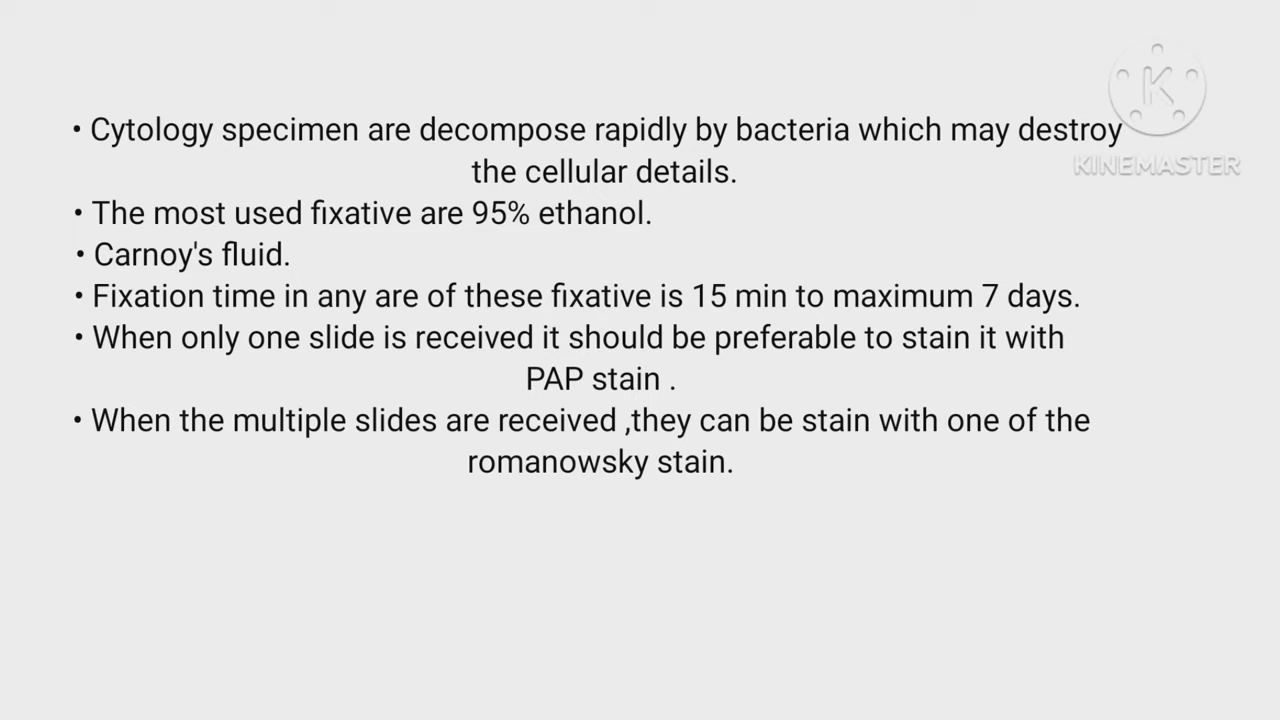 • Cytology specimen are decompose rapidly by bacteria which may destroy
the cellular details.
• The most used fixative are 95% ethanol.
• Carnoy's fluid.
• Fixation time in any are of these fixative is 15 min to maximum 7 days.
• When only one slide is received it should be preferable to stain it with
PAP stain .
• When the multiple slides are received ,they can be stain with one of the
romanowsky stain.
K
KINEMASTER